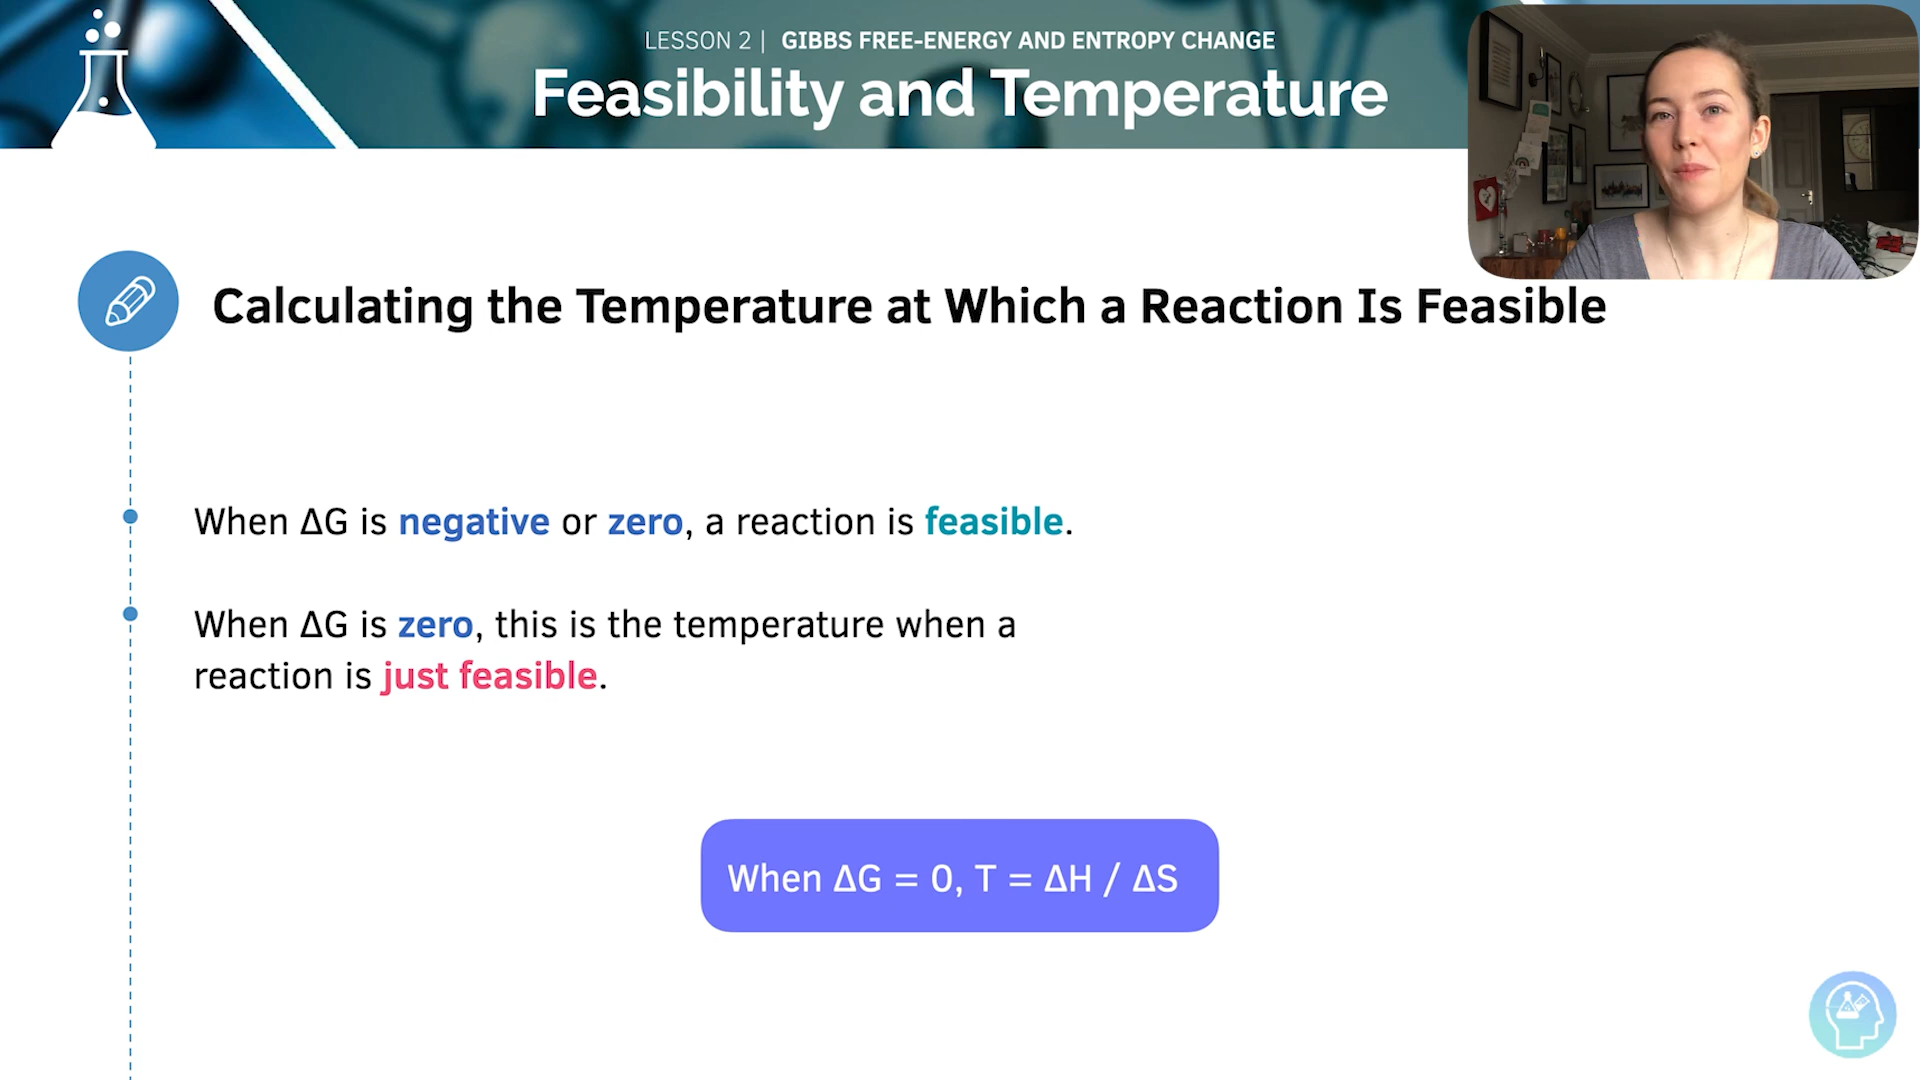 LESSON 2 | GIBBS FREE-ENERGY AND ENTROPY CHANGE
Feasibility and Temperature
Calculating the Temperature at Which a Reaction Is Feasible
When ΔG is negative or zero, a reaction is feasible.
When ΔG is zero, this is the temperature when a
reaction is just feasible.
When ΔG = 0, T = ΔH / ΔS